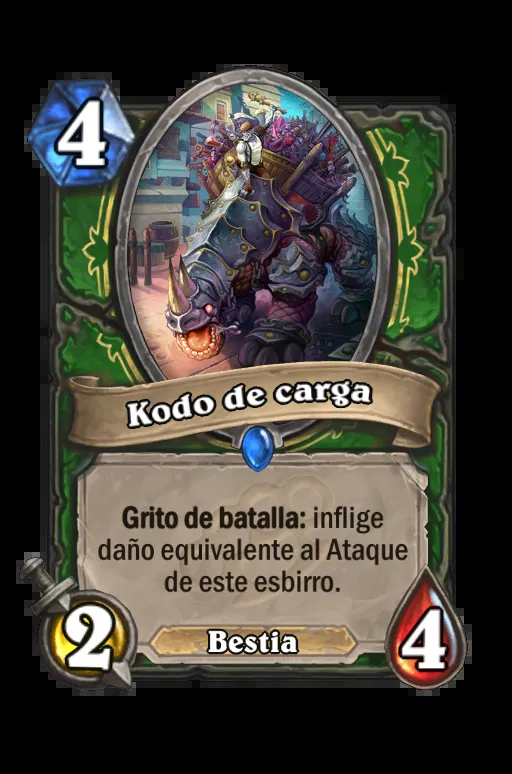 4
Kodo de carga
Grito de batalla: inflige
daño equivalente al Ataque
de este esbirro.
2
Bestia
4